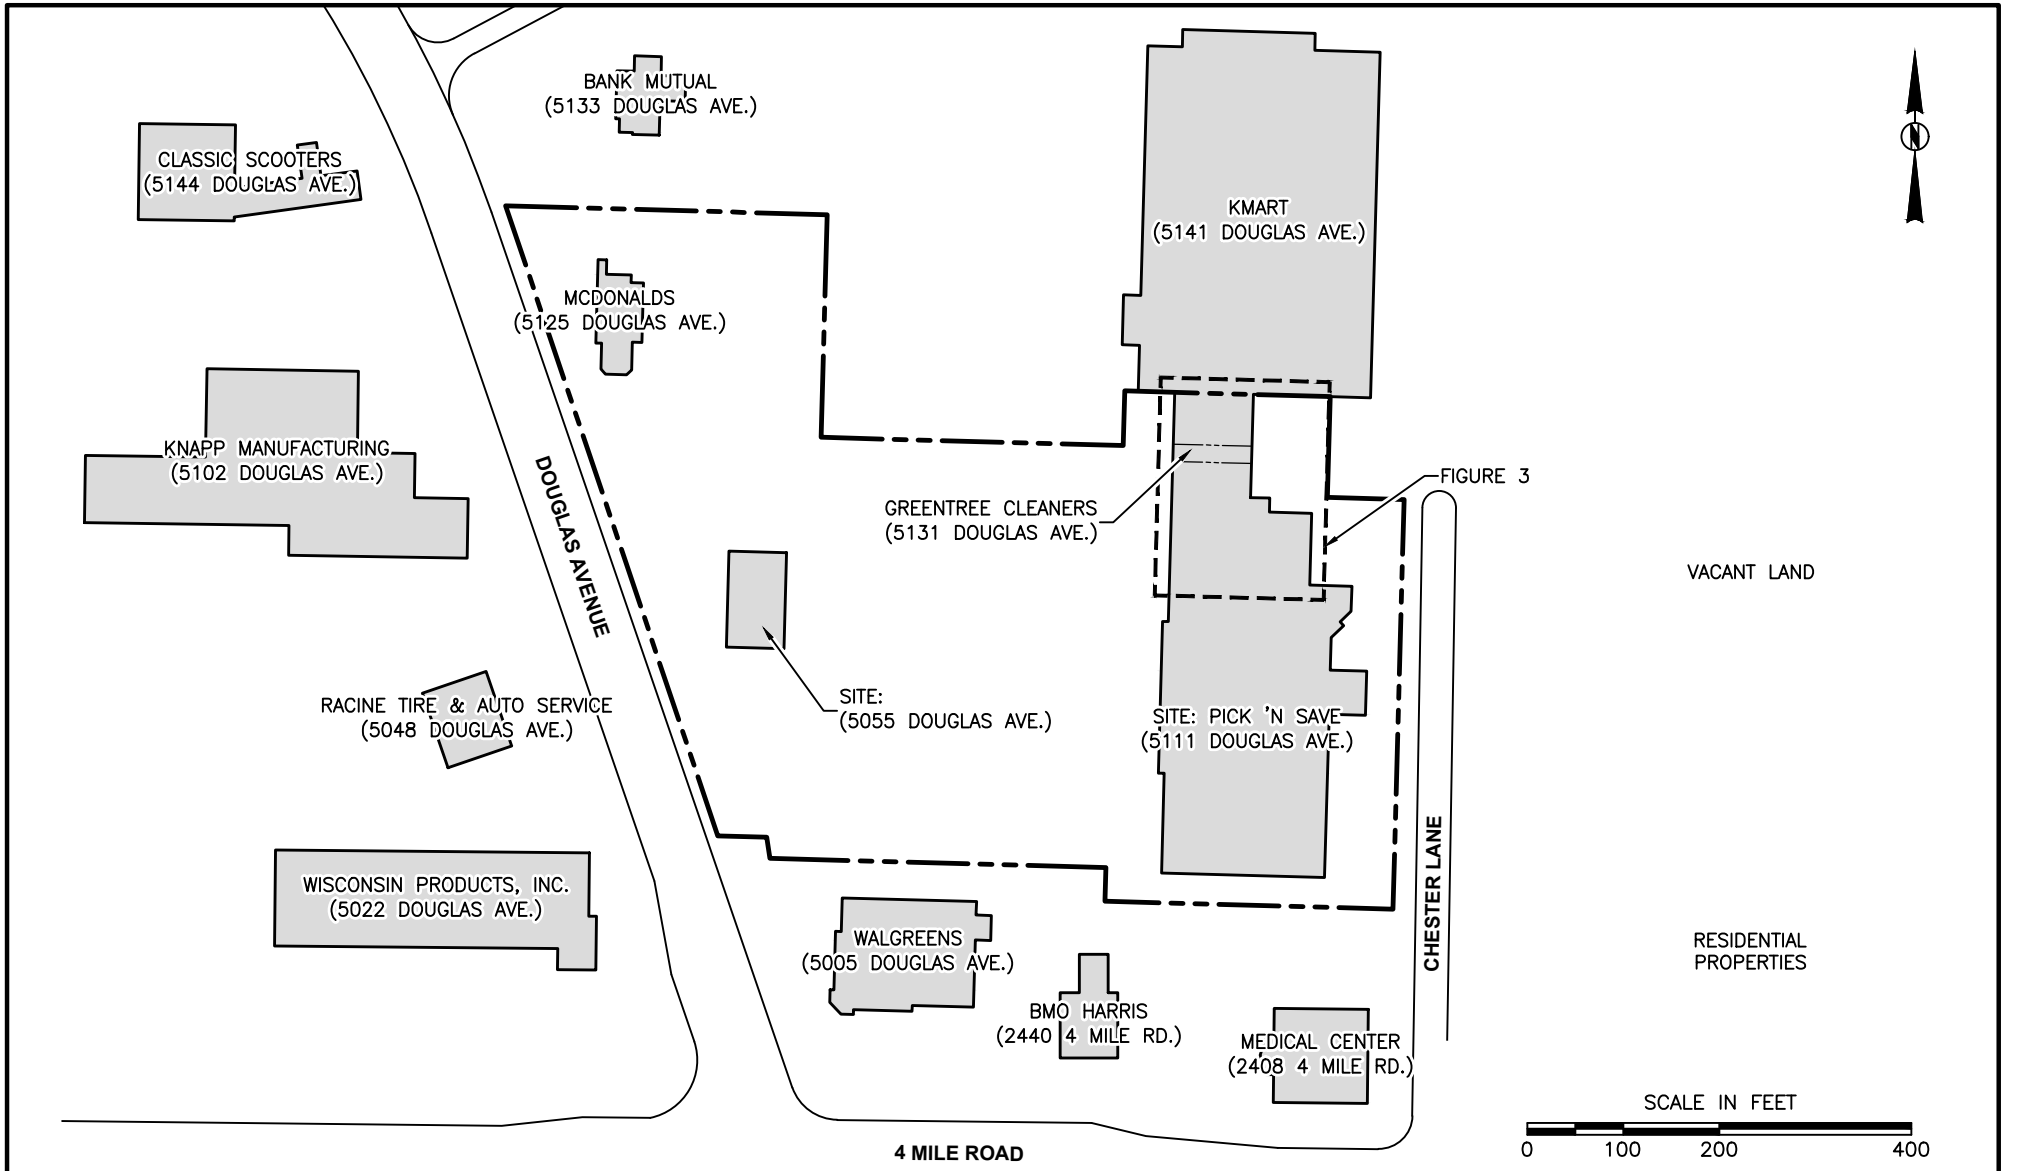 BANK MUTUAL
(5133 DOUGLAS AVE.)
CLASSIC SCOOTERS
(5144 DOUGLAS AVE.)
KMART
(5141 DOUGLAS AVE.)
MCDONALDS
(5125 DOUGLAS AVE.)
KNAPP MANUFACTURING
(5102 DOUGLAS AVE.)
DOUGLAS AVENUE
FIGURE 3
GREENTREE CLEANERS
(5131 DOUGLAS AVE.)
VACANT LAND
SITE:
(5055 DOUGLAS AVE.)
RACINE TIRE & AUTO SERVICE
(5048 DOUGLAS AVE.)
SITE: PICK 'N SAVE
(5111 DOUGLAS AVE.)
WISCONSIN PRODUCTS, INC.
(5022 DOUGLAS AVE.)
CHESTER LANE
WALGREENS
(5005 DOUGLAS AVE.)
RESIDENTIAL
PROPERTIES
BMO HARRIS
(2440 4 MILE RD.)
MEDICAL CENTER
(2408 4 MILE RD.)
SCALE IN FEET
0 100 200 400
4 MILE ROAD
N